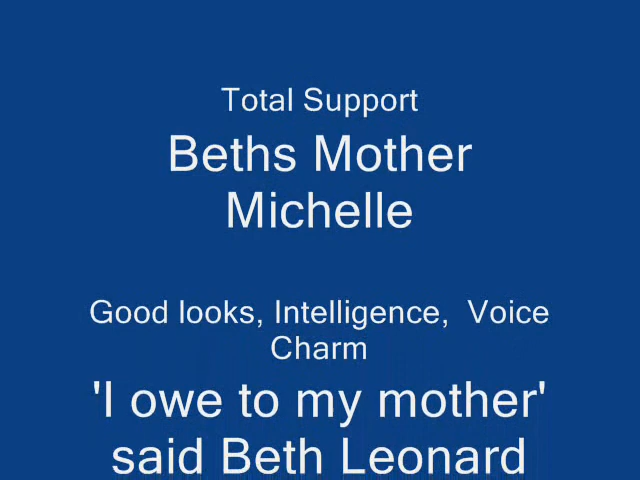 Total Support
Beths Mother
Michelle
Good looks, Intelligence,  Voice
Charm
'I owe to my mother'
said Beth Leonard